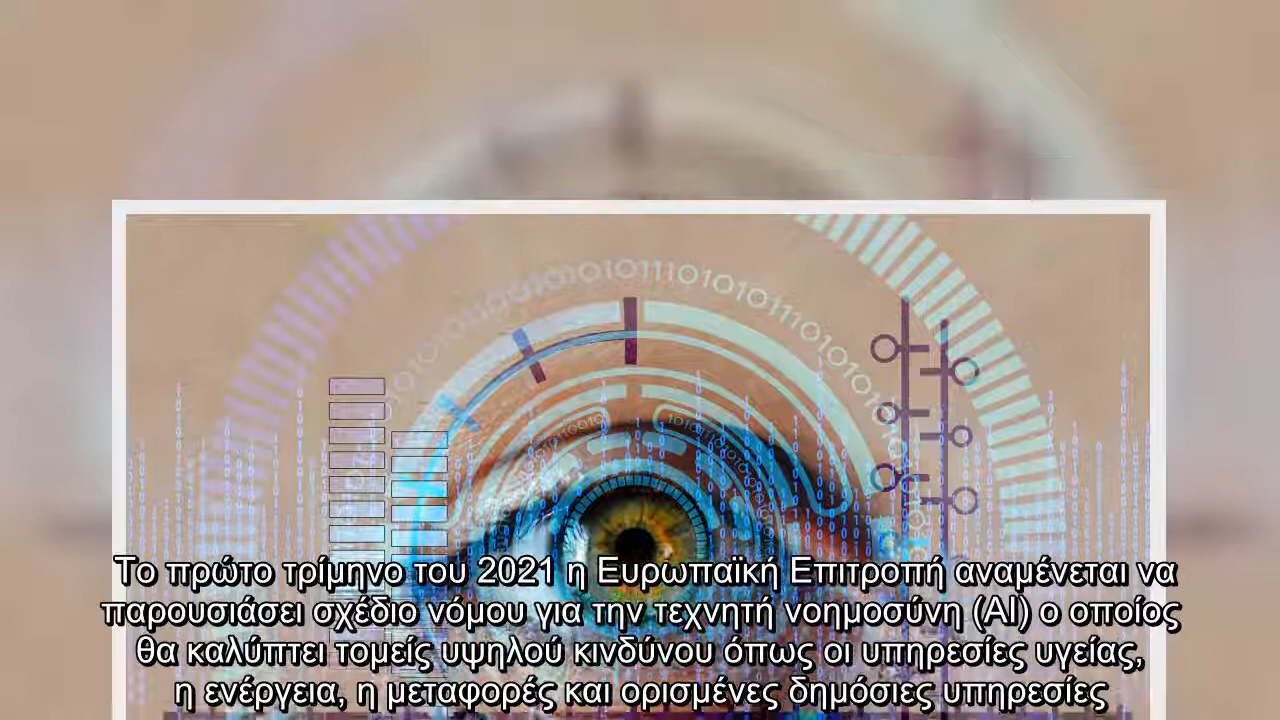 Το πρώτο τρίμηνο του 2021 η Ευρωπαϊκή Επιτροπή αναμένεται να
παρουσιάσει σχέδιο νόμου για την τεχνητή νοημοσύνη (AI) ο οποίος
θα καλύπτει τομείς υψηλού κινδύνου όπως οι υπηρεσίες υγείας,
η ενέργεια, η μεταφορές και ορισμένες δημόσιες υπηρεσίες